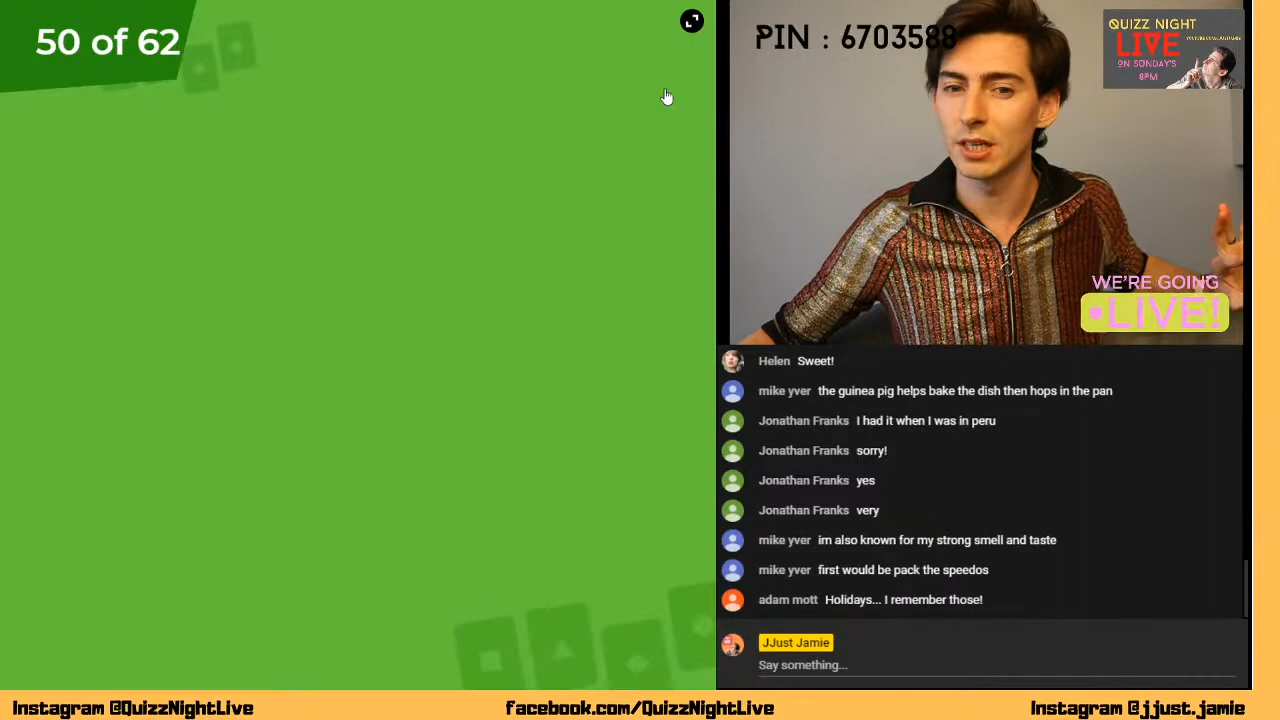 50 of 62
PIN : 6703588
QUIZZ NIGHT
LIVE
ON SUNDAY'S
8PM
WE'RE GOING
LIVE!
Helen Sweet!
mike yver the guinea pig helps bake the dish then hops in the pan
Jonathan Franks I had it when I was in peru
Jonathan Franks sorry!
Jonathan Franks yes
Jonathan Franks very
mike yver im also known for my strong smell and taste
mike yver first would be pack the speedos
adam mott Holidays... I remember those!
JJust Jamie
Say something...
Instagram @QuizzNightLive
facebook.com/QuizzNightLive
Instagram @jjust.jamie